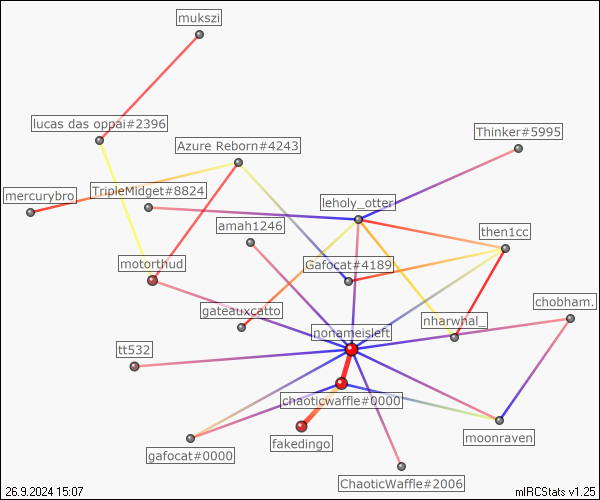 mukszi
lucas das oppai#2396
Thinker#5995
Azure Reborn#4243
mercurybro
TripleMidget#8824
leholy_otter
amah1246
then1cc
motorthud
Gafocat#4189
chobham.
gateauxcatto
nharwhal_
nonameisleft
tt532
chaoticwaffle#0000
fakedingo
moonraven
gafocat#0000
ChaoticWaffle#2006
26.9.2024 15:07
mIRCStats v1.25